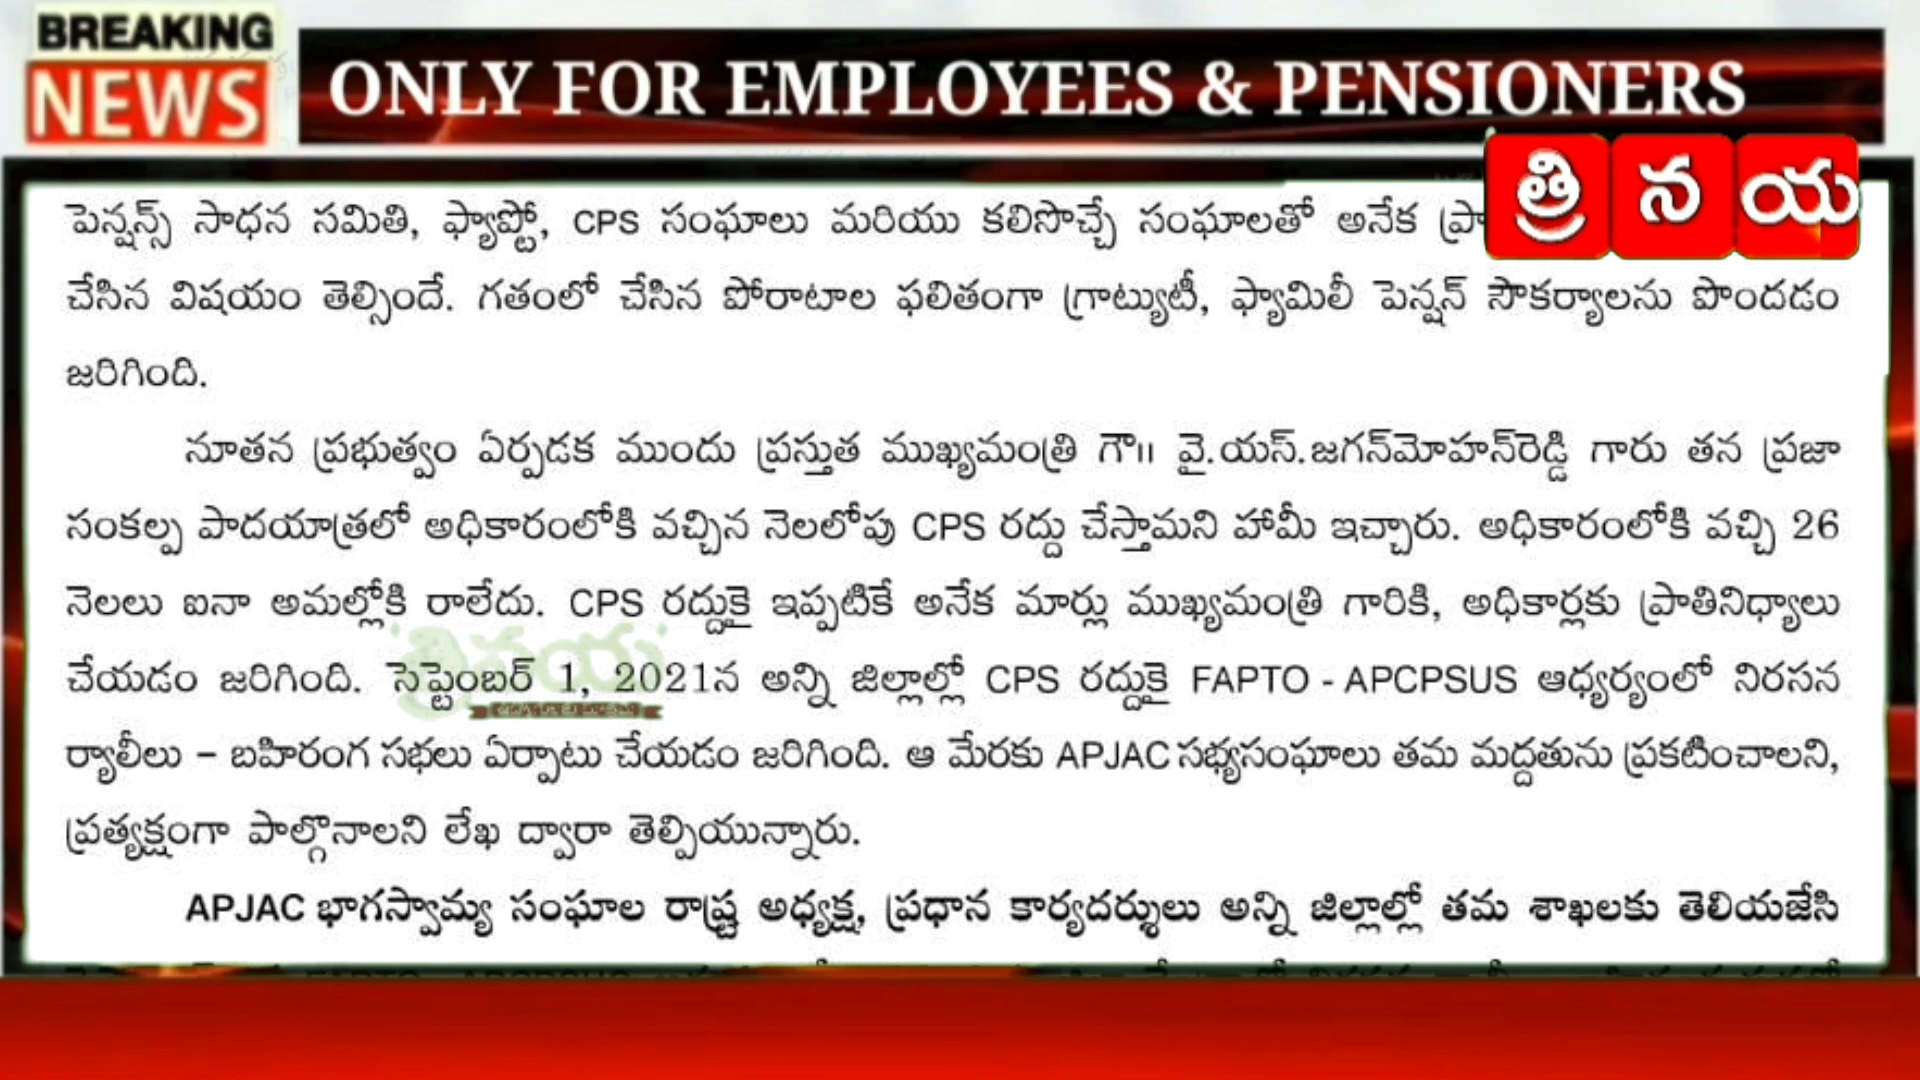 BREAKING
NEWS
ONLY FOR EMPLOYEES & PENSIONERS
త్రి న య
పెన్షన్స్ సాధన సమితి, ఫ్యాప్టో, CPS సంఘాలు మరియు కలిసొచ్చే సంఘాలతో అనేక
చేసిన విషయం తెల్సిందే. గతంలో చేసిన పోరాటాల ఫలితంగా గ్రాట్యుటీ, ఫ్యామిలీ పెన్షన్ సౌకర్యాలను పొందడం
జరిగింది.
నూతన ప్రభుత్వం ఏర్పడక ముందు ప్రస్తుత ముఖ్యమంత్రి గౌ॥ వై.యస్.జగన్‌మోహన్‌రెడ్డి గారు తన ప్రజా
సంకల్ప పాదయాత్రలో అధికారంలోకి వచ్చిన నెలలోపు CPS రద్దు చేస్తామని హామీ ఇచ్చారు. అధికారంలోకి వచ్చి 26
నెలలు ఐనా అమల్లోకి రాలేదు. CPS రద్దుకై ఇప్పటికే అనేక మార్లు ముఖ్యమంత్రి గారికి, అధికార్లకు ప్రాతినిధ్యాలు
చేయడం జరిగింది. సెప్టెంబర్ 1, 2021న అన్ని జిల్లాల్లో CPS రద్దుకై FAPTO - APCPSUS ఆధ్యర్యంలో నిరసన
ర్యాలీలు – బహిరంగ సభలు ఏర్పాటు చేయడం జరిగింది. ఆ మేరకు APJAC సభ్యసంఘాలు తమ మద్దతును ప్రకటించాలని,
ప్రత్యక్షంగా పాల్గొనాలని లేఖ ద్వారా తెల్పియున్నారు.
APJAC భాగస్వామ్య సంఘాల రాష్ట్ర అధ్యక్ష, ప్రధాన కార్యదర్శులు అన్ని జిల్లాల్లో తమ శాఖలకు తెలియజేసి